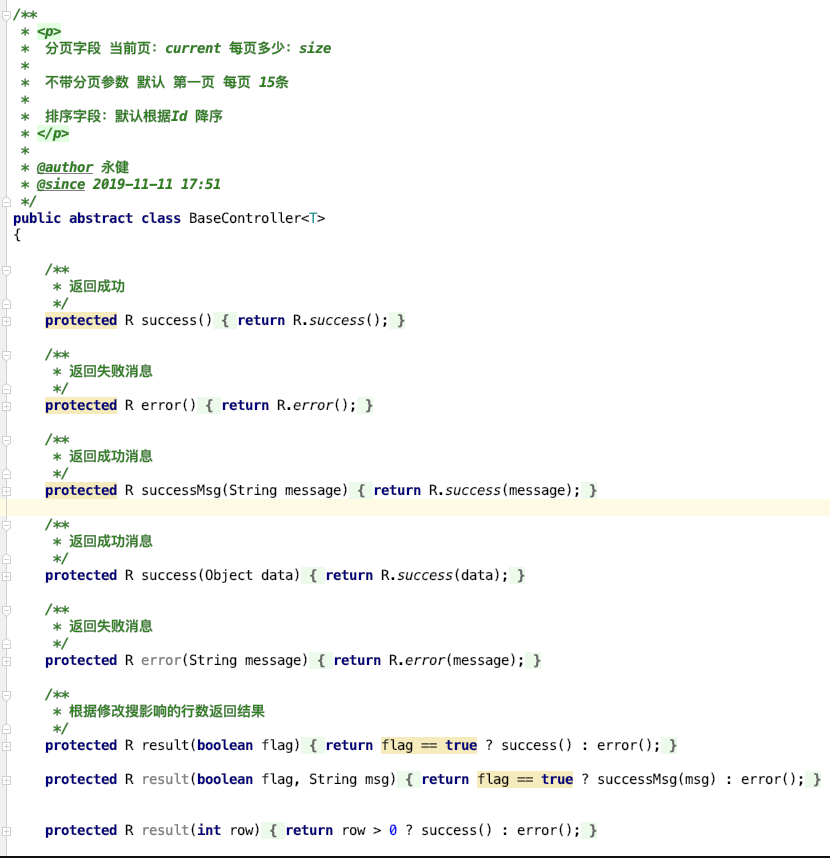 /**
 * <p>
 *  分页字段 当前页: current 每页多少: size
 *
 *  不带分页参数 默认 第一页 每页 15条
 *
 *  排序字段: 默认根据Id 降序
 * </p>
 *
 * @author 永健
 * @since 2019-11-11 17:51
 */
public abstract class BaseController<T>
{
    /**
     * 返回成功
     */
    protected R success() { return R.success(); }
    /**
     * 返回失败消息
     */
    protected R error() { return R.error(); }
    /**
     * 返回成功消息
     */
    protected R successMsg(String message) { return R.success(message); }
    /**
     * 返回成功消息
     */
    protected R success(Object data) { return R.success(data); }
    /**
     * 返回失败消息
     */
    protected R error(String message) { return R.error(message); }
    /**
     * 根据修改搜影响的行数返回结果
     */
    protected R result(boolean flag) { return flag == true ? success() : error(); }
    protected R result(boolean flag, String msg) { return flag == true ? successMsg(msg) : error(); }
    protected R result(int row) { return row > 0 ? success() : error(); }